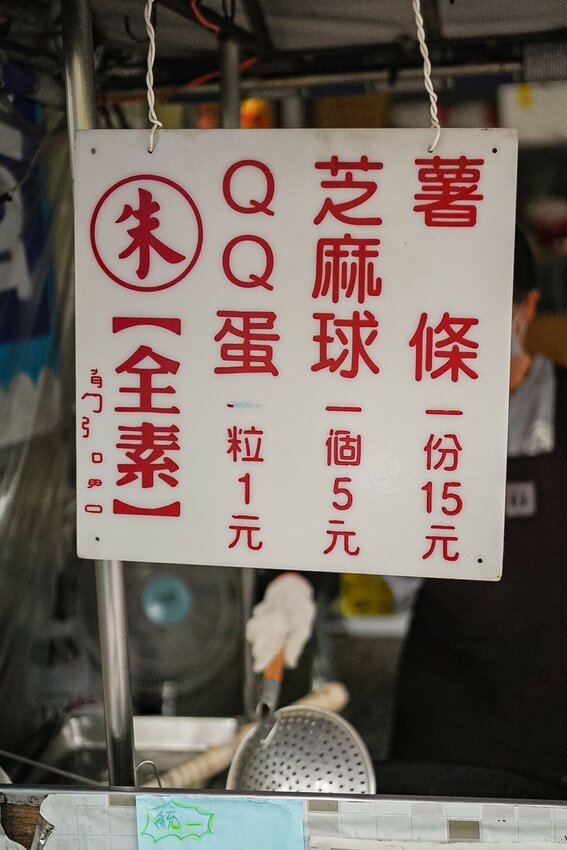 薯條一份15元
芝麻球一個5元
QQ蛋 粒1元
朱
【全素】
統一